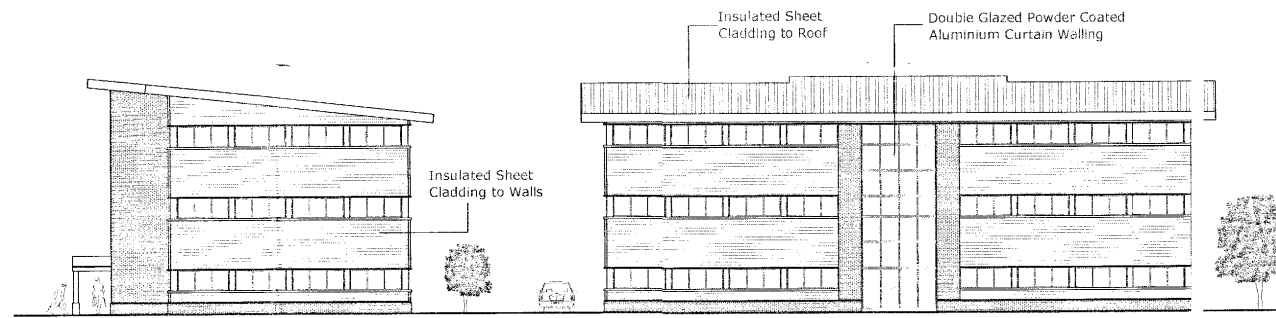 Insulated Sheet
Cladding to Roof
Double Glazed Powder Coated
Aluminium Curtain Walling
Insulated Sheet
Cladding to Walls